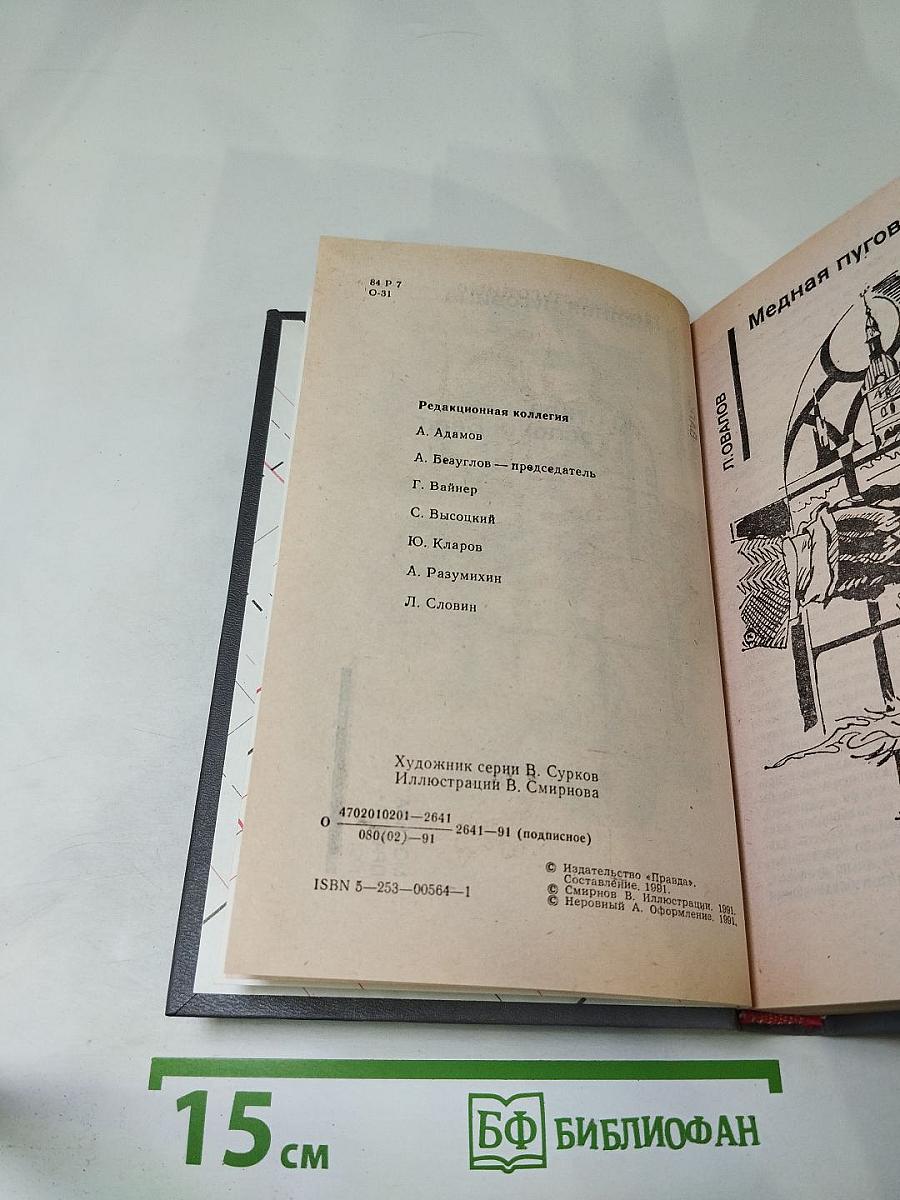 84 Р 7
О-31
Редакционная коллегия
А. Адамов
А. Безуглов — председатель
Г. Вайнер
С. Высоцкий
Ю. Кларов
А. Разумихин
Л. Словин
Художник серии В. Сурков
Иллюстрации В. Смирнова
О 4702010201—2641
080(02)—91
2641—91 (подписное)
ISBN 5—253—00564—1
© Издательство «Правда».
Составление. 1991.
© Смирнов В. Иллюстрации. 1991.
© Неровный А. Оформление. 1991.
Л. ОВАЛОВ
Медная пугов
15 см
БФ БИБЛИОФАН